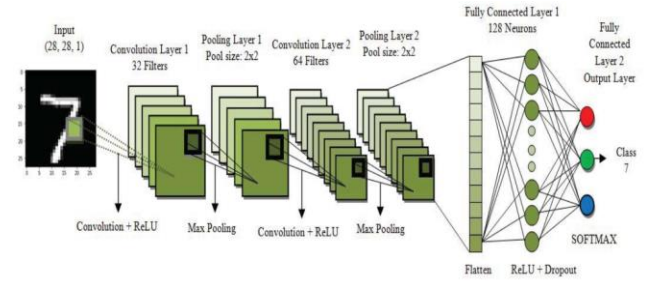 Input
(28, 28, 1)
Convolution Layer 1
32 Filters
Pooling Layer 1
Pool size: 2x2
Convolution Layer 2
64 Filters
Pooling Layer 2
Pool size: 2x2
Fully Connected Layer 1
128 Neurons
Fully
Connected
Layer 2
Output Layer
Class
7
Convolution + ReLU
Max Pooling
Convolution + ReLU
Max Pooling
SOFTMAX
Flatten
ReLU + Dropout